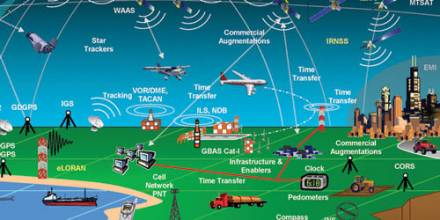 WAAS
MTSAT
Star
Trackers
Commercial
Augmentations
IRNSS
Tracking
VOR/DME,
TACAN
Time
Transfer
Time
Transfer
EMI
GDGPS
IGS
ILS, NDB
GPS
GPS
eLORAN
GBAS Cat-I
Infrastructure &
Enablers
Commercial
Augmentations
Cell
Network
PNT
Time Transfer
Clock
Pedometers
CORS
Compass